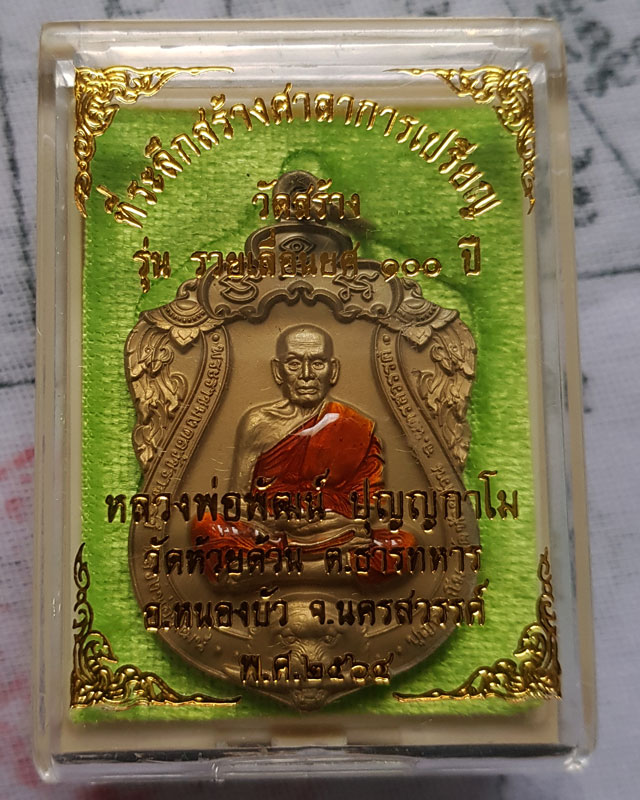 ที่ระลึกสร้างศาลาการเปรียญ
วัดสร้าง
รุ่น รวยเลื่อนยศ ๑๐๐ ปี
หลวงพ่อพัฒน์ ปุญญกาโม
วัดห้วยด้วน ต.ธารทหาร
อ.หนองบัว จ.นครสวรรค์
พ.ศ.๒๕๖๔